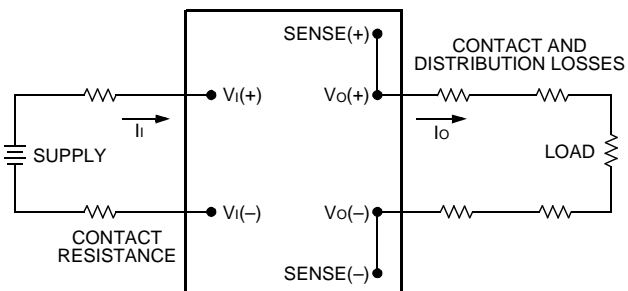 SENSE(+)
CONTACT AND
DISTRIBUTION LOSSES
VI(+)
VO(+)
II
IO
SUPPLY
LOAD
VI(–)
VO(–)
CONTACT
RESISTANCE
SENSE(–)